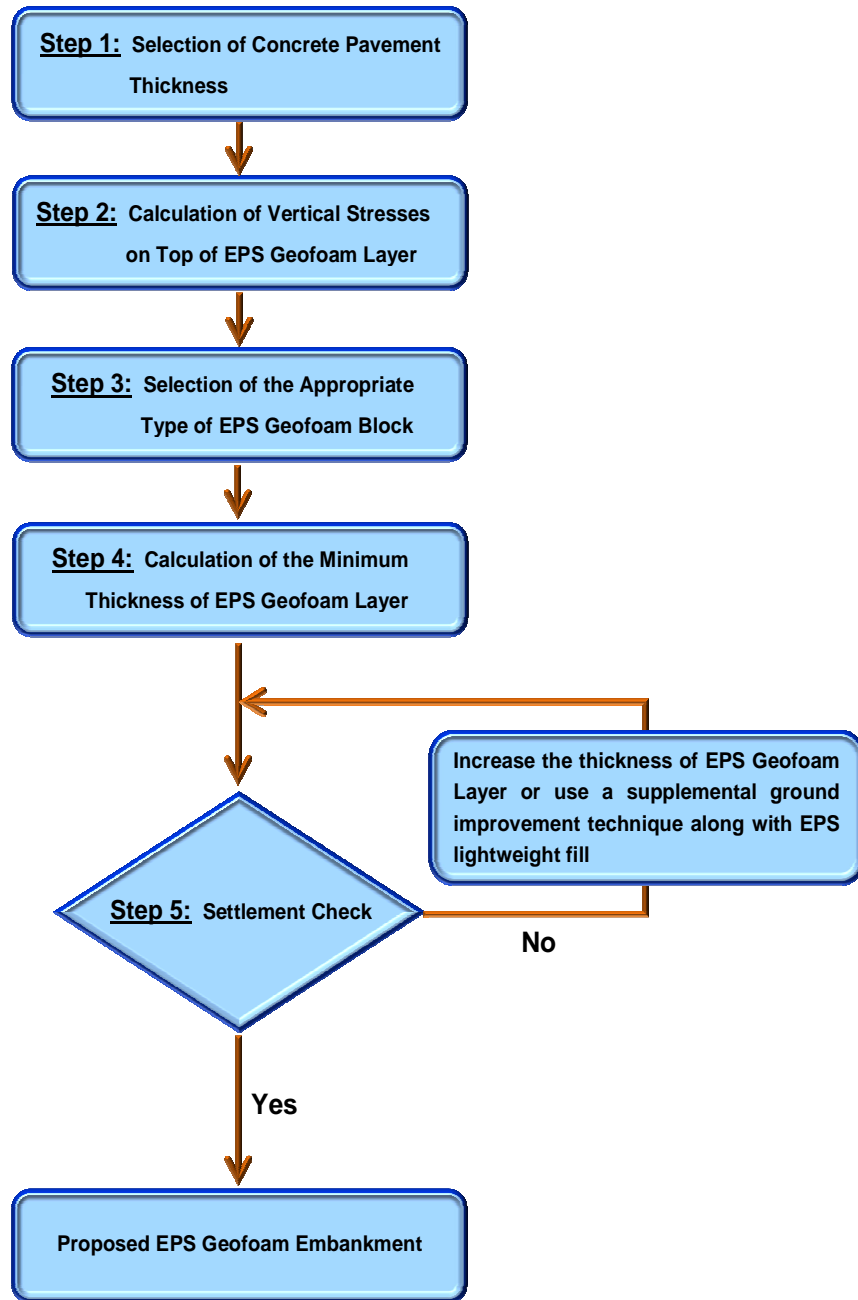 Step 1: Selection of Concrete Pavement
Thickness
Step 2: Calculation of Vertical Stresses
on Top of EPS Geofoam Layer
Step 3: Selection of the Appropriate
Type of EPS Geofoam Block
Step 4: Calculation of the Minimum
Thickness of EPS Geofoam Layer
Increase the thickness of EPS Geofoam
Layer or use a supplemental ground
improvement technique along with EPS
lightweight fill
Step 5: Settlement Check
No
Yes
Proposed EPS Geofoam Embankment